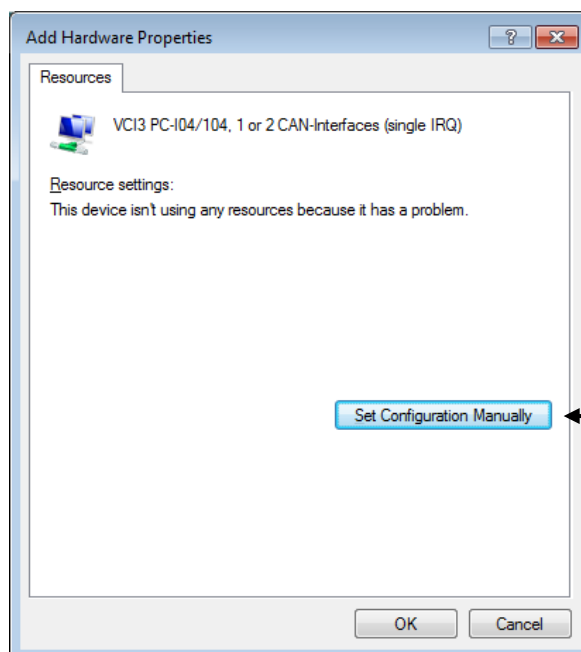 Add Hardware Properties
Resources
VCI3 PC-I04/104, 1 or 2 CAN-Interfaces (single IRQ)
Resource settings:
This device isn't using any resources because it has a problem.
Set Configuration Manually
OK
Cancel